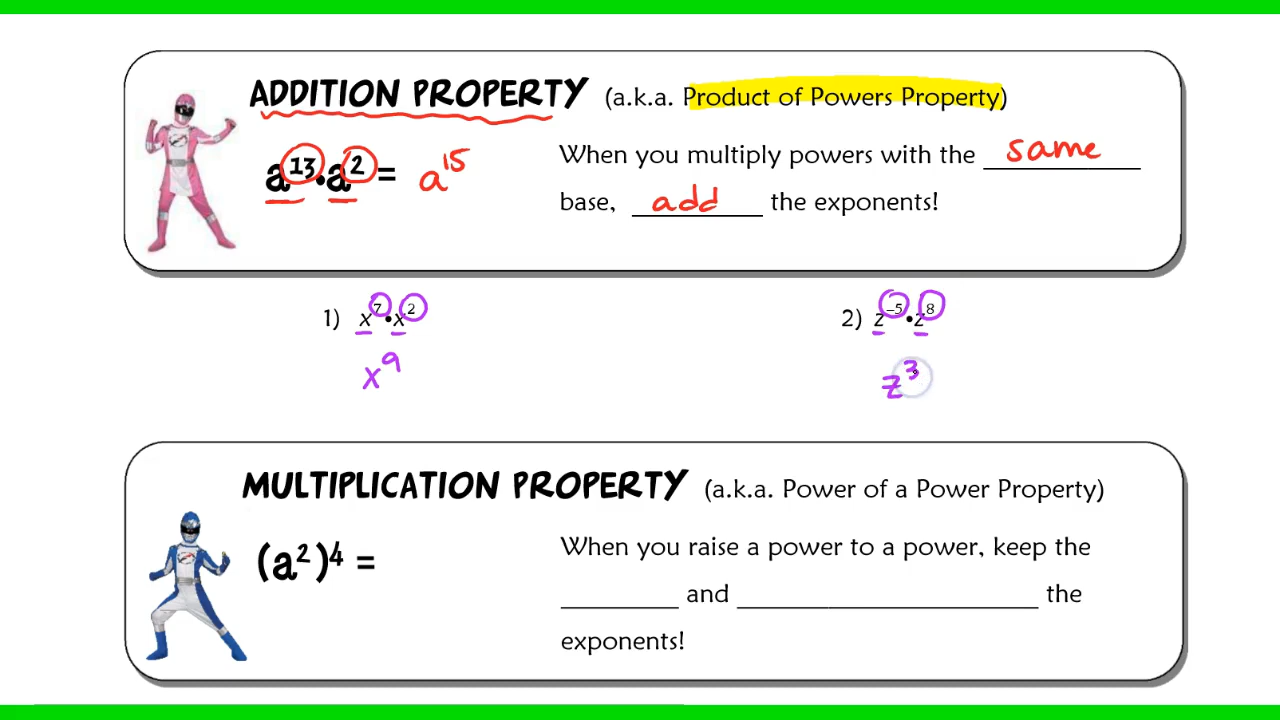 ADDITION PROPERTY (a.k.a. Product of Powers Property)
a¹³•a² = a¹⁵
When you multiply powers with the same
base, add the exponents!
1) x⁷•x²
x⁹
2) z⁻⁵•z⁸
z³
MULTIPLICATION PROPERTY (a.k.a. Power of a Power Property)
(a²)⁴ =
When you raise a power to a power, keep the
_________ and _______________________ the
exponents!